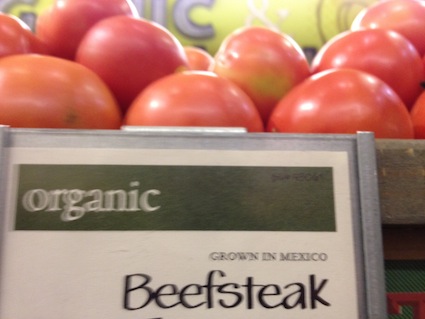 organic
GROWN IN MEXICO
Beefsteak